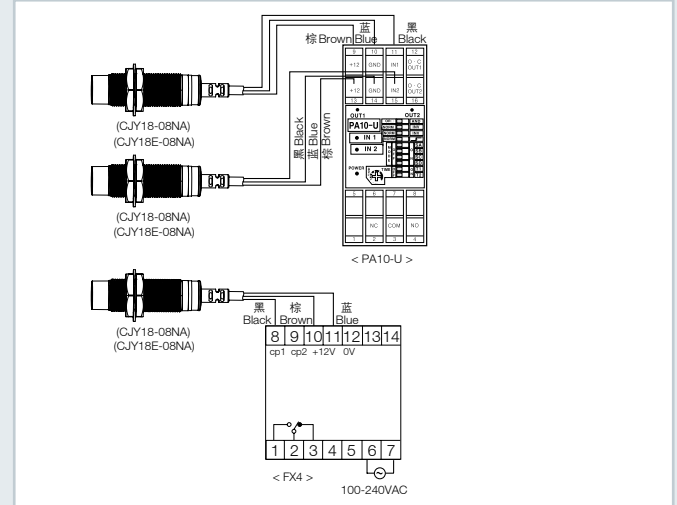 蓝 黑
棕 Brown Blue Black
9 10 11 12
+12 GND IN1 O·C OUT1
+12 GND IN2 O·C OUT2
13 14 15 16
(CJY18-08NA)
(CJY18E-08NA)
OUT1 OUT2
PA10-U
IN 1
IN 2
POWER TIME
黑 Black
蓝 Blue
棕 Brown
(CJY18-08NA)
(CJY18E-08NA)
5 6 7 8
NC COM NO
1 2 3 4
< PA10-U >
黑 棕 蓝
Black Brown Blue
(CJY18-08NA)
(CJY18E-08NA)
8 9 10 11 12 13 14
cp1 cp2 +12V 0V
1 2 3 4 5 6 7
< FX4 >
100-240VAC